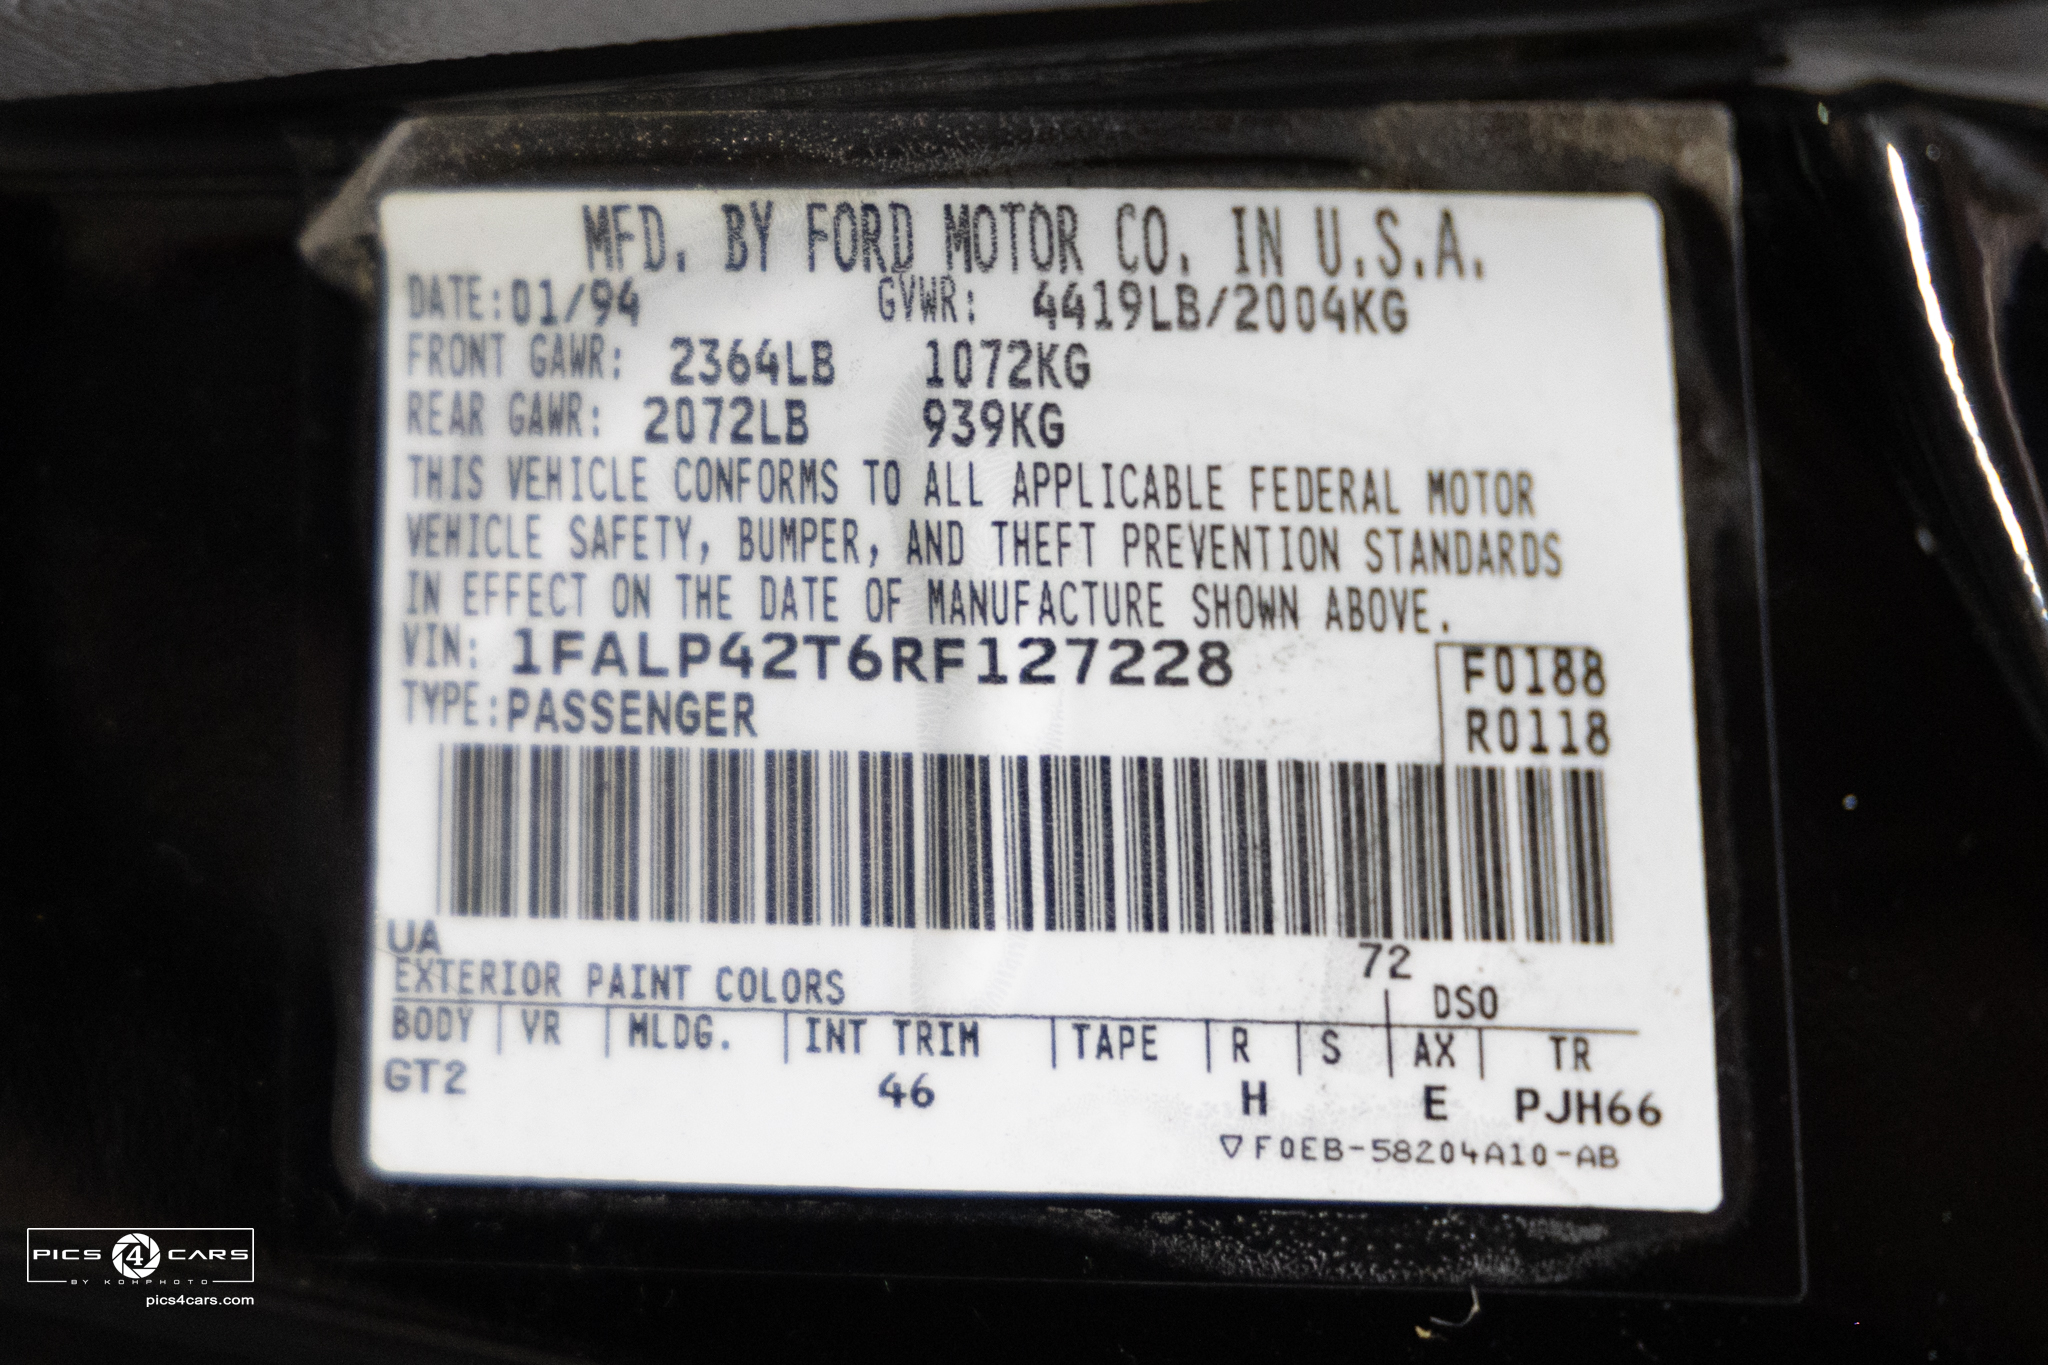 MFD. BY FORD MOTOR CO. IN U.S.A.
DATE:01/94 GVWR: 4419LB/2004KG
FRONT GAWR: 2364LB 1072KG
REAR GAWR: 2072LB 939KG
THIS VEHICLE CONFORMS TO ALL APPLICABLE FEDERAL MOTOR
VEHICLE SAFETY, BUMPER, AND THEFT PREVENTION STANDARDS
IN EFFECT ON THE DATE OF MANUFACTURE SHOWN ABOVE.
VIN: 1FALP42T6RF127228 F0188
TYPE:PASSENGER R0118
UA 72
EXTERIOR PAINT COLORS DSO
BODY VR MLDG. INT TRIM TAPE R S AX TR
GT2 46 H E PJH66
▽F0EB-58204A10-AB
PICS 4 CARS
BY KOHPHOTO
pics4cars.com